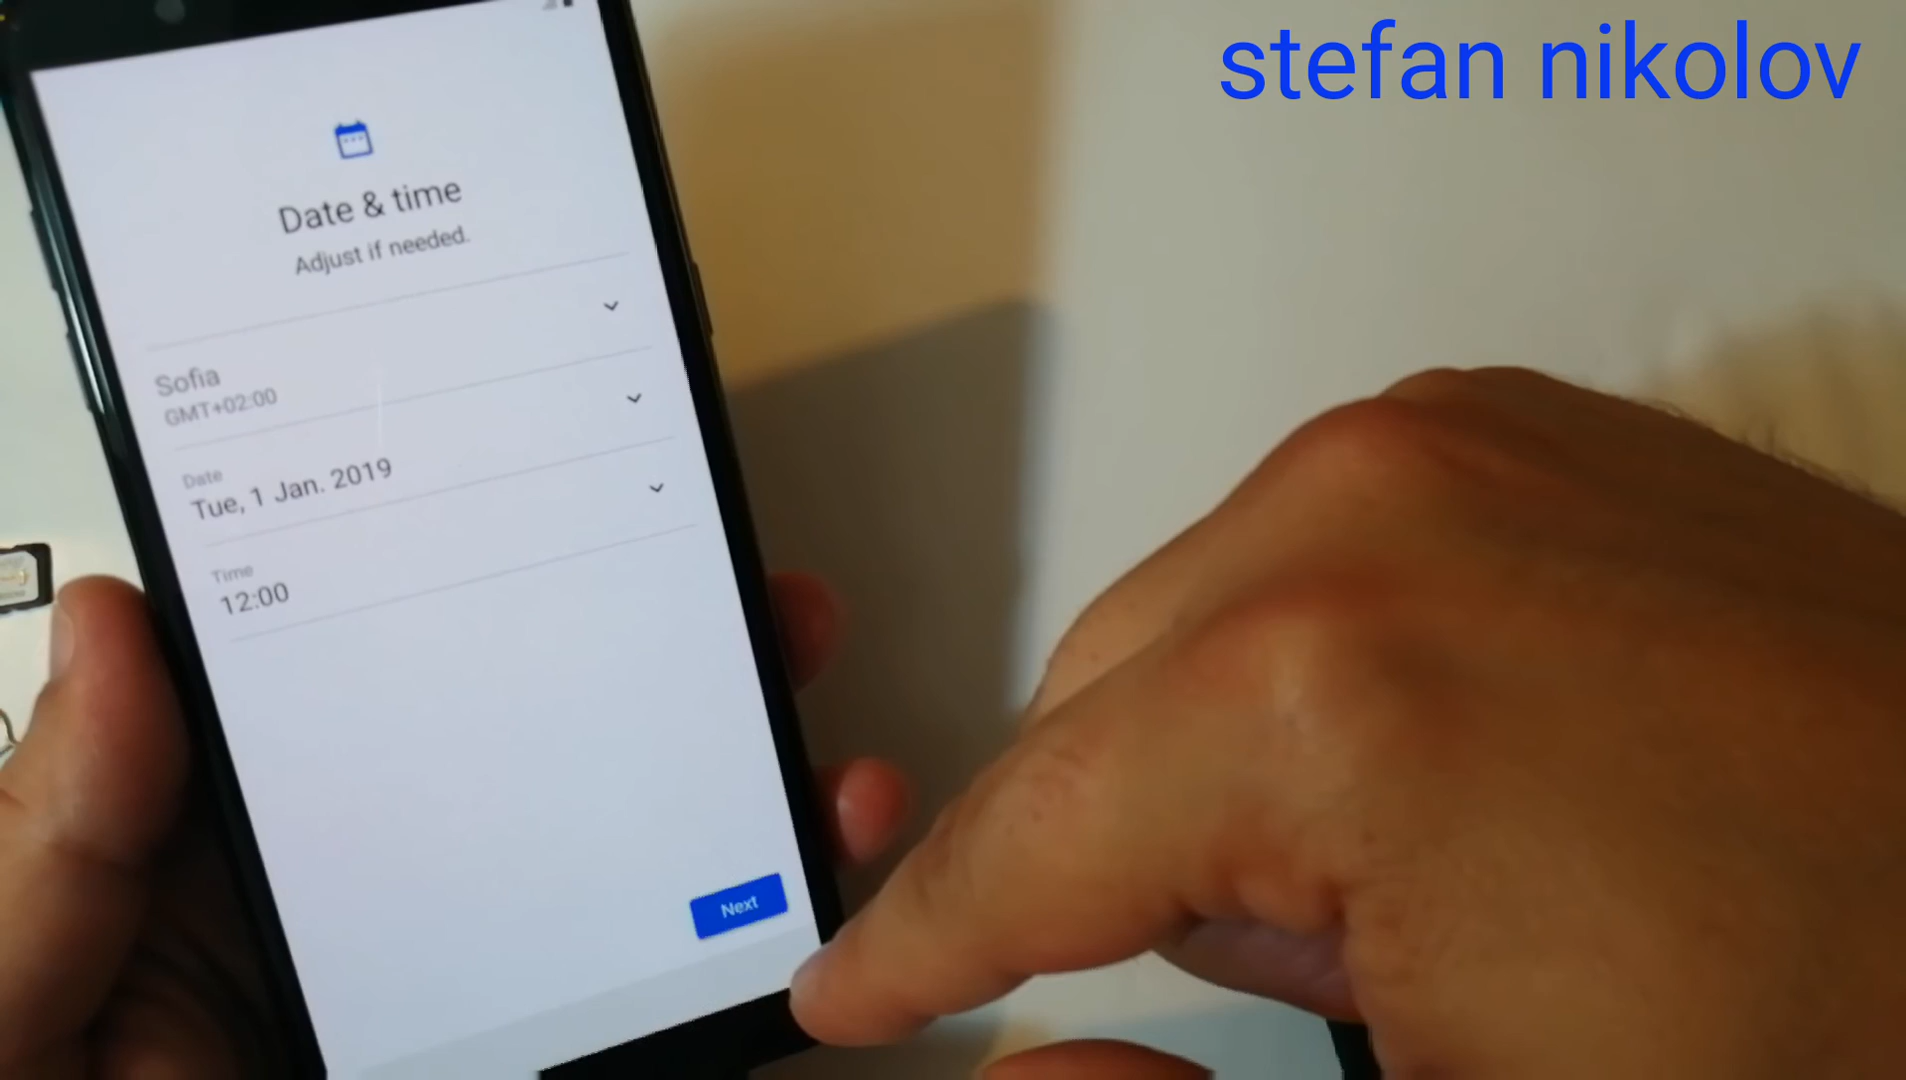 stefan nikolov
Date & time
Adjust if needed.
Sofia
GMT+02:00
Date
Tue, 1 Jan. 2019
Time
12:00
Next